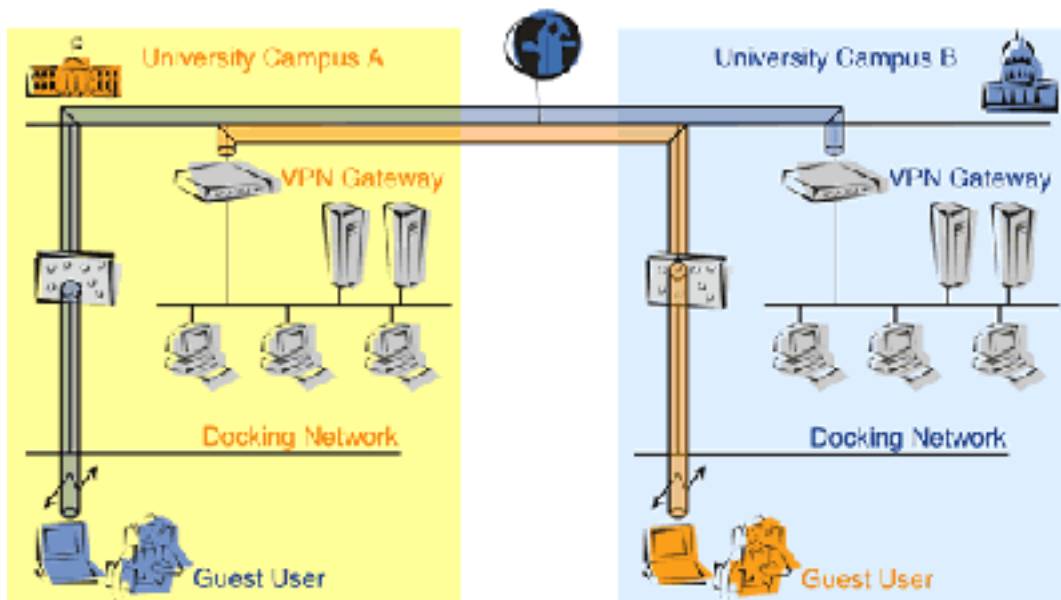 University Campus A
University Campus B
VPN Gateway
VPN Gateway
Docking Network
Docking Network
Guest User
Guest User